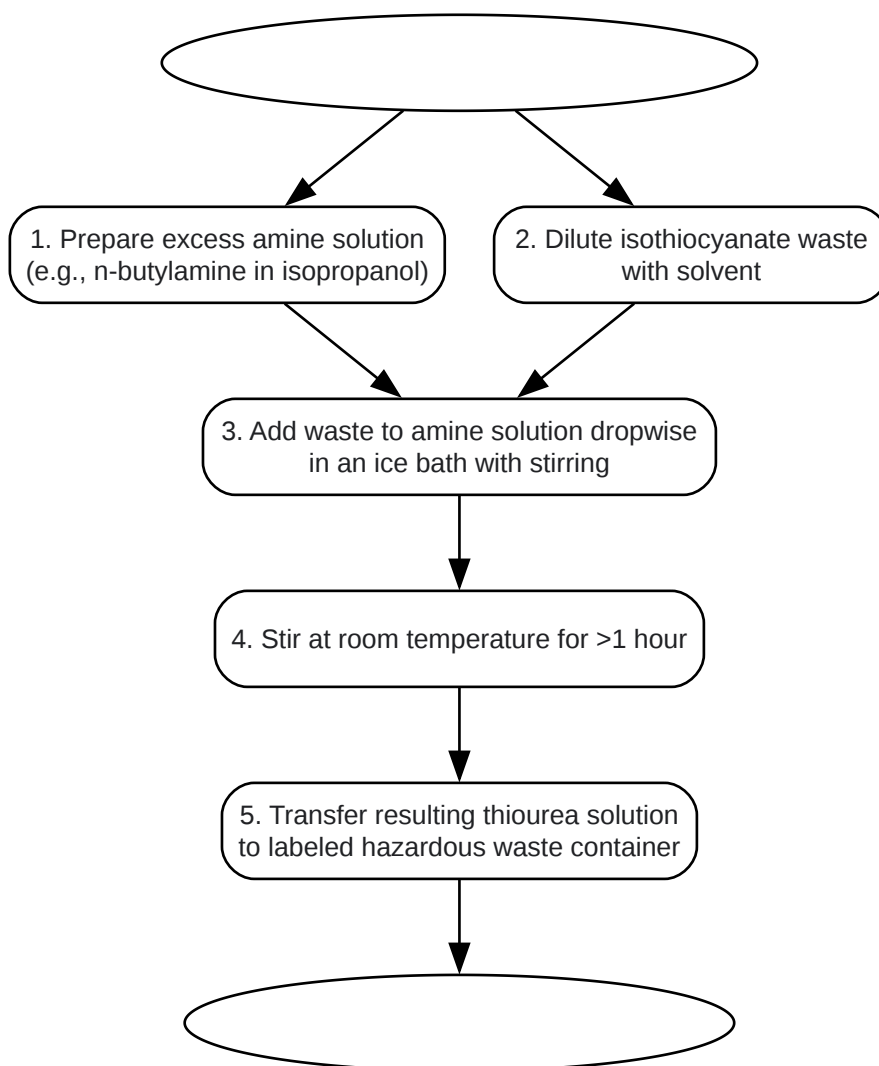 1. Prepare excess amine solution
(e.g., n-butylamine in isopropanol)
2. Dilute isothiocyanate waste
with solvent
3. Add waste to amine solution dropwise
in an ice bath with stirring
4. Stir at room temperature for >1 hour
5. Transfer resulting thiourea solution
to labeled hazardous waste container